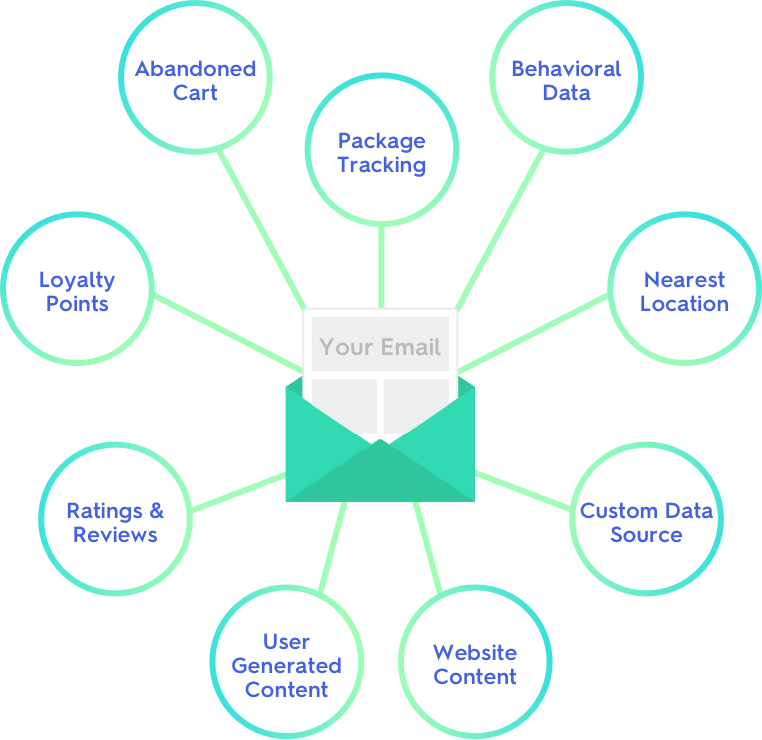 Abandoned
Cart
Behavioral
Data
Package
Tracking
Loyalty
Points
Nearest
Location
Your Email
Ratings &
Reviews
Custom Data
Source
User
Generated
Content
Website
Content